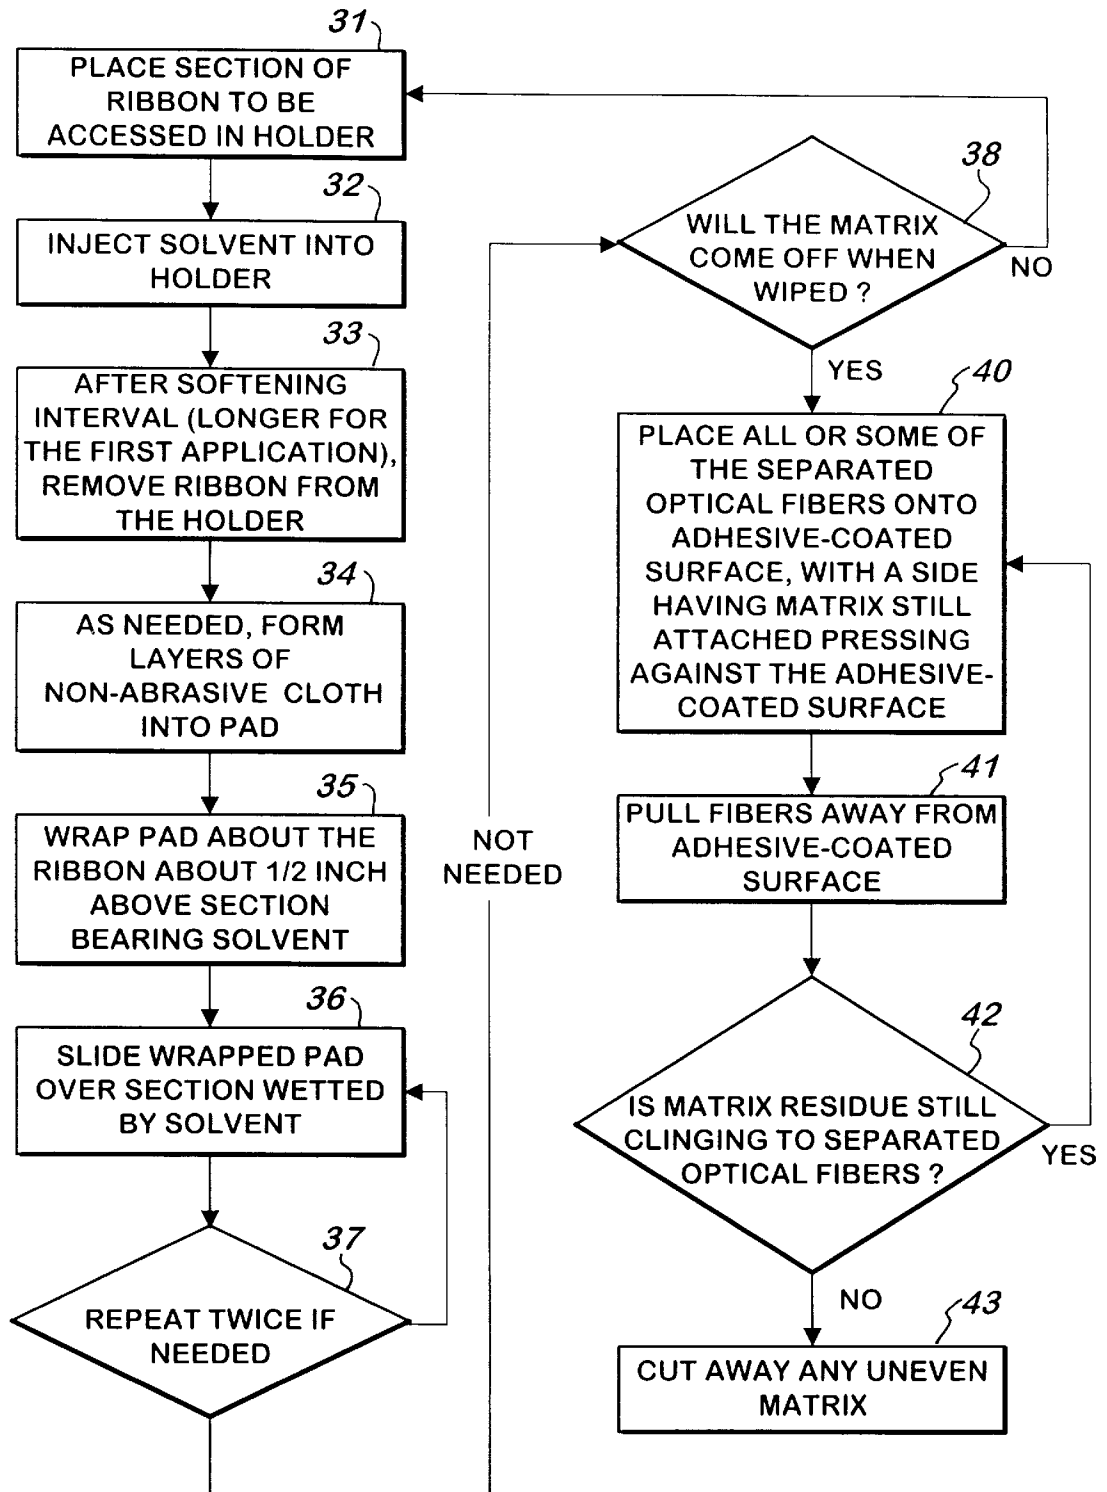 31
PLACE SECTION OF
RIBBON TO BE
ACCESSED IN HOLDER
32
INJECT SOLVENT INTO
HOLDER
33
AFTER SOFTENING
INTERVAL (LONGER FOR
THE FIRST APPLICATION),
REMOVE RIBBON FROM
THE HOLDER
34
AS NEEDED, FORM
LAYERS OF
NON-ABRASIVE CLOTH
INTO PAD
35
WRAP PAD ABOUT THE
RIBBON ABOUT 1/2 INCH
ABOVE SECTION
BEARING SOLVENT
36
SLIDE WRAPPED PAD
OVER SECTION WETTED
BY SOLVENT
37
REPEAT TWICE IF
NEEDED
NOT
NEEDED
38
WILL THE MATRIX
COME OFF WHEN
WIPED ?
NO
YES
40
PLACE ALL OR SOME OF
THE SEPARATED
OPTICAL FIBERS ONTO
ADHESIVE-COATED
SURFACE, WITH A SIDE
HAVING MATRIX STILL
ATTACHED PRESSING
AGAINST THE ADHESIVE-
COATED SURFACE
41
PULL FIBERS AWAY FROM
ADHESIVE-COATED
SURFACE
42
IS MATRIX RESIDUE STILL
CLINGING TO SEPARATED
OPTICAL FIBERS ?
YES
NO
43
CUT AWAY ANY UNEVEN
MATRIX